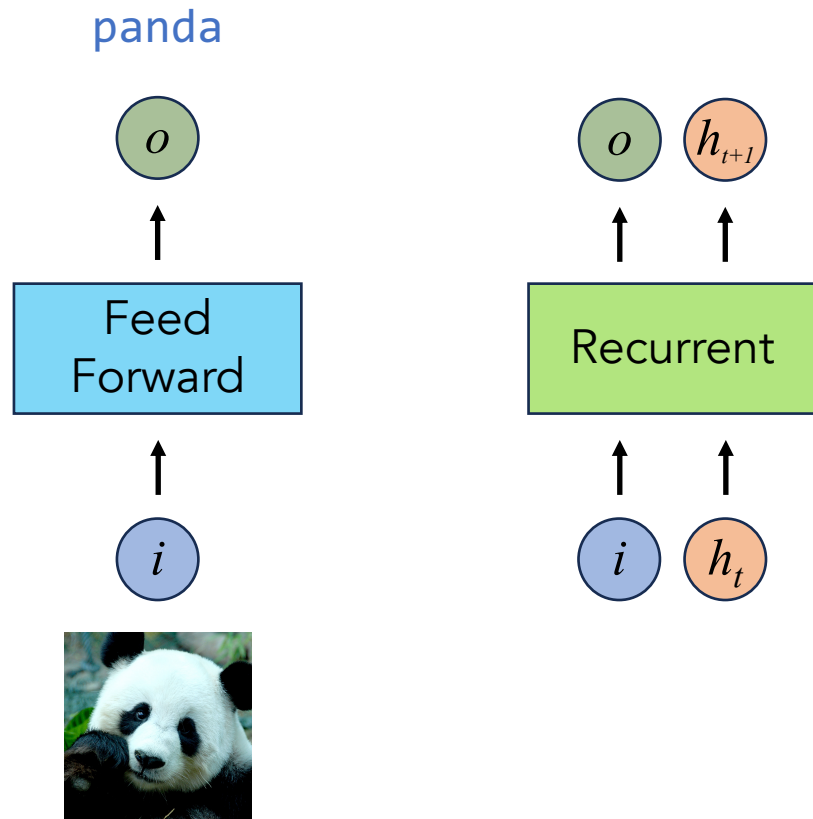 panda
o
o h_{t+1}
Feed
Forward
Recurrent
i
i h_t